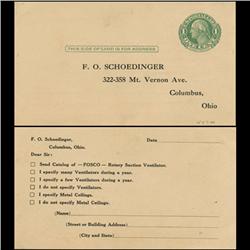 THIS SIDE OF CARD IS FOR ADDRESS
F. O. SCHOEDINGER
322-358 Mt. Vernon Ave.
Columbus,
Ohio
F. O. Schoedinger,
Columbus, Ohio.
Date
Dear Sir:
Send Catalog of —FOSCO— Rotary Suction Ventilator.
I specify many Ventilators during a year.
I specify a few Ventilators during a year.
I do not specify Ventilators.
I specify Metal Ceilings.
I do not specify Metal Ceilings.
(Name)
(Street or Building Address)
(City and State)